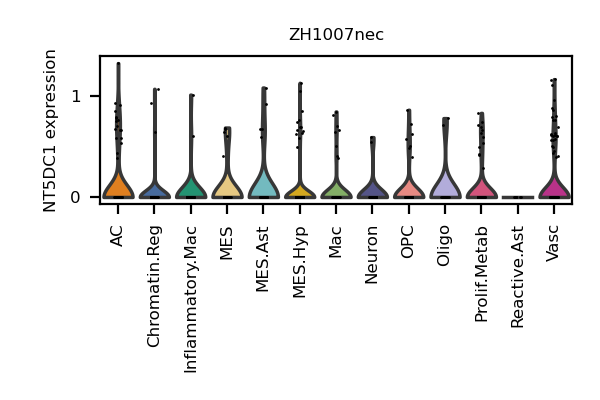 ZH1007nec
NT5DC1 expression
1
0
AC
Chromatin.Reg
Inflammatory.Mac
MES
MES.Ast
MES.Hyp
Mac
Neuron
OPC
Oligo
Prolif.Metab
Reactive.Ast
Vasc